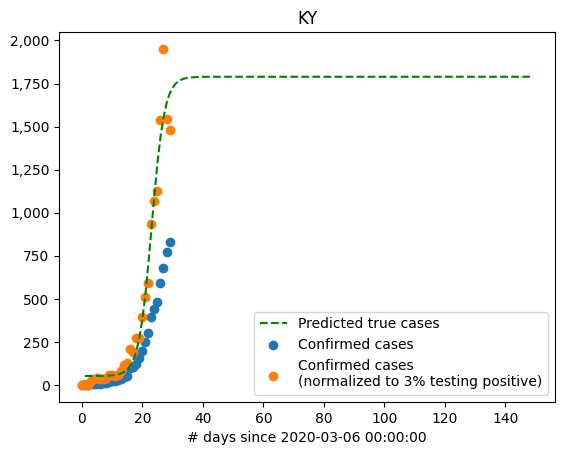 KY
2,000
1,750
1,500
1,250
1,000
750
500
250
0
0 20 40 60 80 100 120 140
# days since 2020-03-06 00:00:00
Predicted true cases
Confirmed cases
Confirmed cases
(normalized to 3% testing positive)